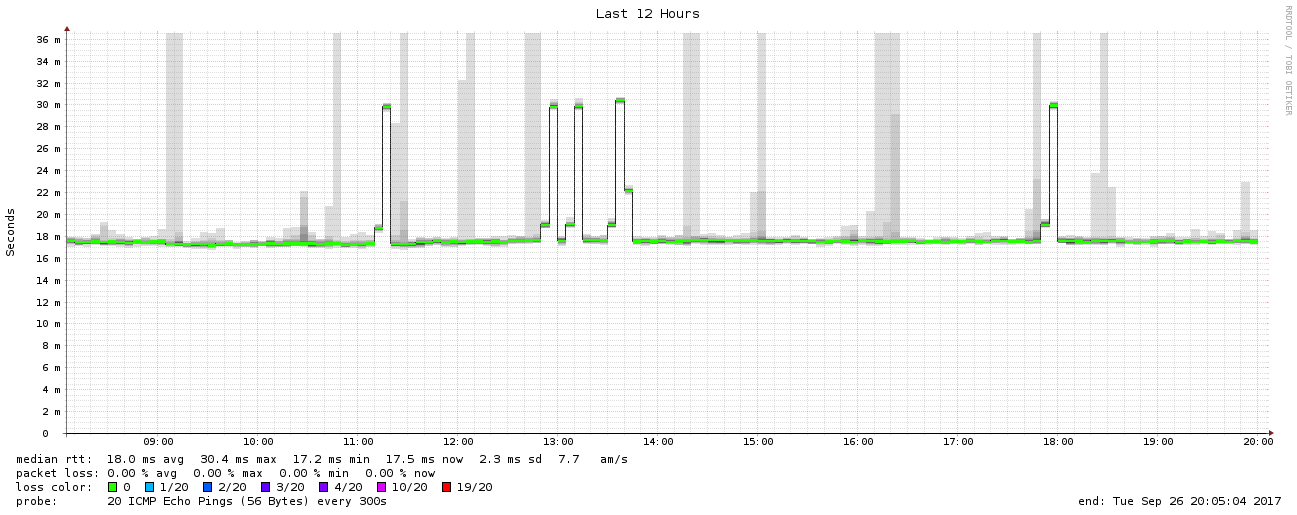 Last 12 Hours
RRDTOOL / TOBI OETIKER
Seconds
36 m
34 m
32 m
30 m
28 m
26 m
24 m
22 m
20 m
18 m
16 m
14 m
12 m
10 m
8 m
6 m
4 m
2 m
0
09:00 10:00 11:00 12:00 13:00 14:00 15:00 16:00 17:00 18:00 19:00 20:00
median rtt: 18.0 ms avg 30.4 ms max 17.2 ms min 17.5 ms now 2.3 ms sd 7.7 am/s
packet loss: 0.00 % avg 0.00 % max 0.00 % min 0.00 % now
loss color: 0 1/20 2/20 3/20 4/20 10/20 19/20
probe: 20 ICMP Echo Pings (56 Bytes) every 300s end: Tue Sep 26 20:05:04 2017